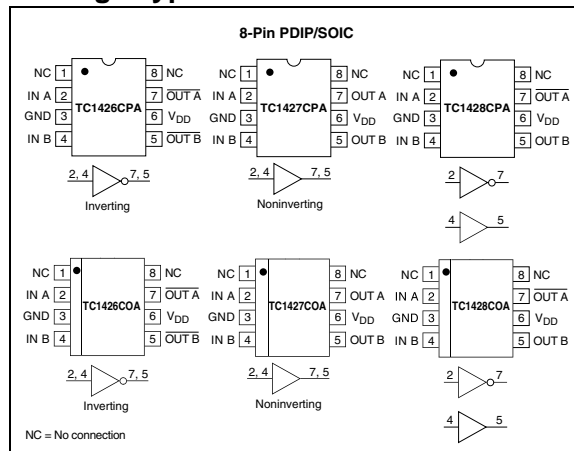 8-Pin PDIP/SOIC
NC 1 8 NC
IN A 2 7 OUT A
TC1426CPA
GND 3 6 VDD
IN B 4 5 OUT B
2, 4 7, 5
Inverting
NC 1 8 NC
IN A 2 7 OUT A
TC1427CPA
GND 3 6 VDD
IN B 4 5 OUT B
2, 4 7, 5
Noninverting
NC 1 8 NC
IN A 2 7 OUT A
TC1428CPA
GND 3 6 VDD
IN B 4 5 OUT B
2 7
4 5
NC 1 8 NC
IN A 2 7 OUT A
TC1426COA
GND 3 6 VDD
IN B 4 5 OUT B
2, 4 7, 5
Inverting
NC 1 8 NC
IN A 2 7 OUT A
TC1427COA
GND 3 6 VDD
IN B 4 5 OUT B
2, 4 7, 5
Noninverting
NC 1 8 NC
IN A 2 7 OUT A
TC1428COA
GND 3 6 VDD
IN B 4 5 OUT B
2 7
4 5
NC = No connection